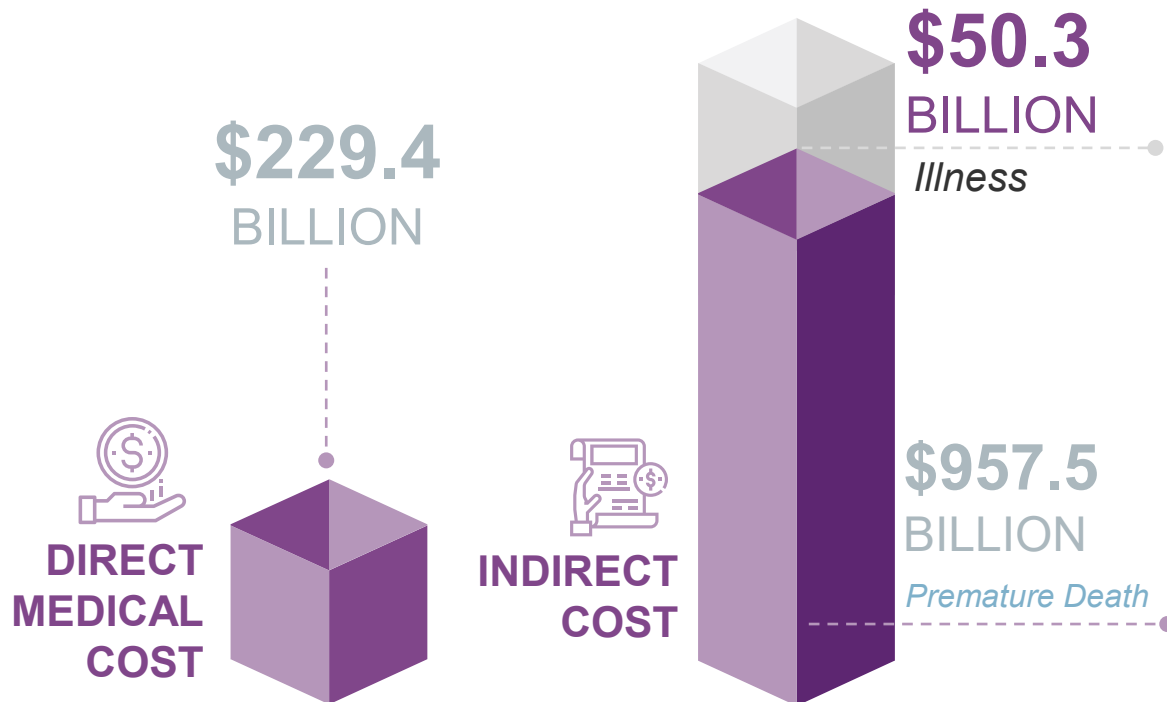 $229.4
BILLION
DIRECT
MEDICAL
COST
$50.3
BILLION
Illness
INDIRECT
COST
$957.5
BILLION
Premature Death